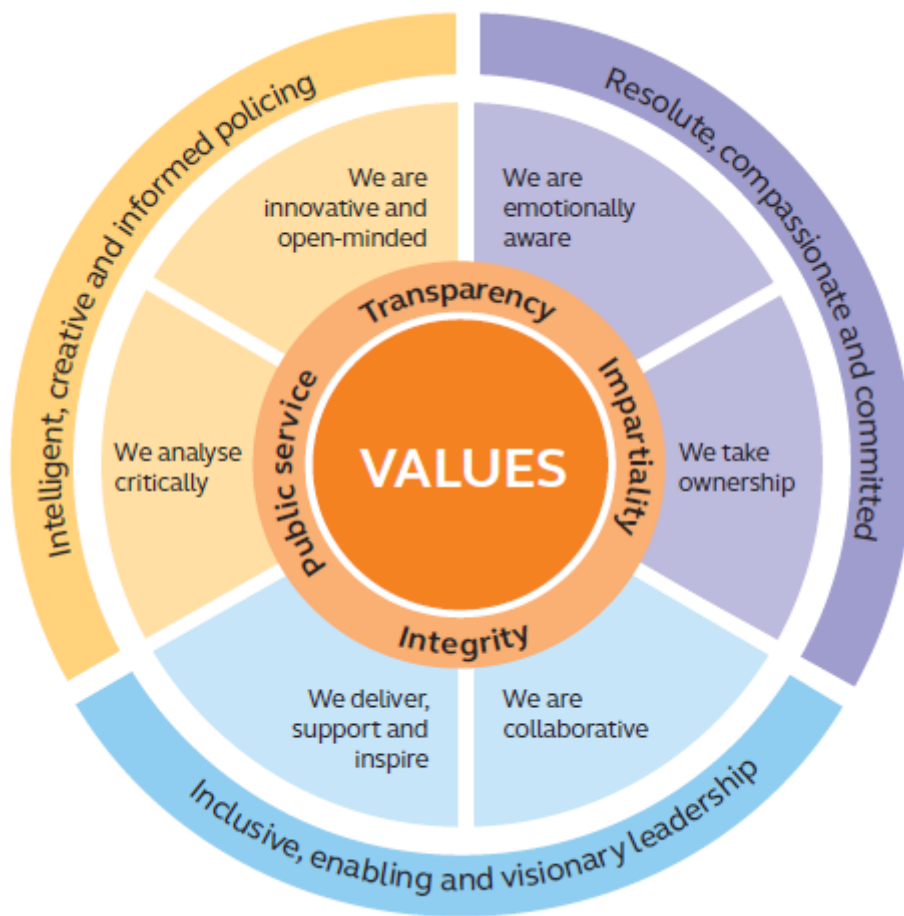 Intelligent, creative and informed policing
Resolute, compassionate and committed
We are
innovative and
open-minded
We are
emotionally
aware
Transparency
Public service
Impartiality
VALUES
We analyse
critically
We take
ownership
Integrity
We deliver,
support and
inspire
We are
collaborative
Inclusive, enabling and visionary leadership